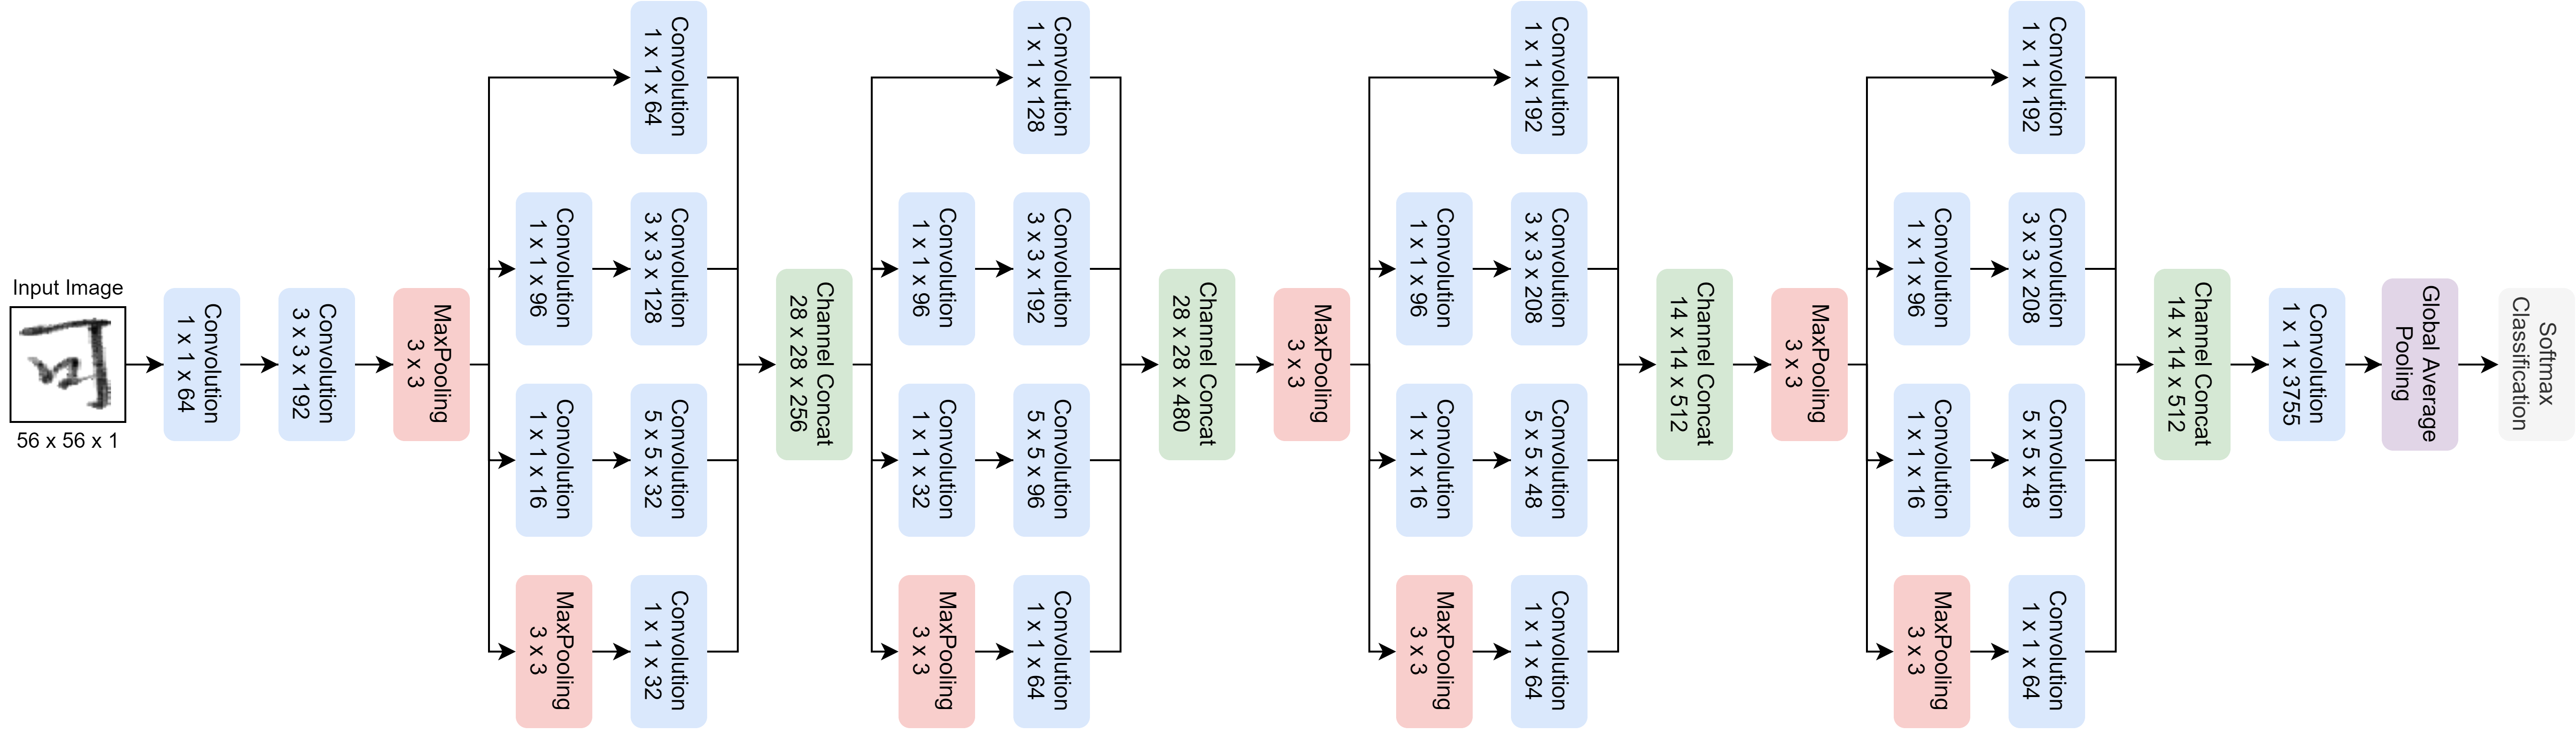 Input Image
56 x 56 x 1
Convolution
1 x 1 x 64
Convolution
3 x 3 x 192
MaxPooling
3 x 3
Convolution
1 x 1 x 64
Convolution
1 x 1 x 96
Convolution
3 x 3 x 128
Convolution
1 x 1 x 16
Convolution
5 x 5 x 32
MaxPooling
3 x 3
Convolution
1 x 1 x 32
Channel Concat
28 x 28 x 256
Convolution
1 x 1 x 128
Convolution
1 x 1 x 96
Convolution
3 x 3 x 192
Convolution
1 x 1 x 32
Convolution
5 x 5 x 96
MaxPooling
3 x 3
Convolution
1 x 1 x 64
Channel Concat
28 x 28 x 480
MaxPooling
3 x 3
Convolution
1 x 1 x 192
Convolution
1 x 1 x 96
Convolution
3 x 3 x 208
Convolution
1 x 1 x 16
Convolution
5 x 5 x 48
MaxPooling
3 x 3
Convolution
1 x 1 x 64
Channel Concat
14 x 14 x 512
MaxPooling
3 x 3
Convolution
1 x 1 x 192
Convolution
1 x 1 x 96
Convolution
3 x 3 x 208
Convolution
1 x 1 x 16
Convolution
5 x 5 x 48
MaxPooling
3 x 3
Convolution
1 x 1 x 64
Channel Concat
14 x 14 x 512
Convolution
1 x 1 x 3755
Global Average
Pooling
Softmax
Classification